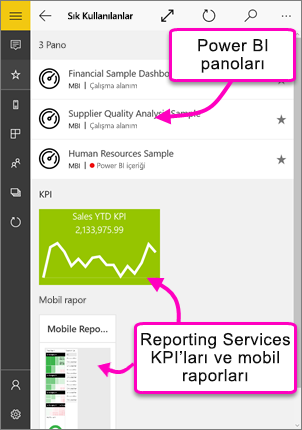 Sık Kullanılanlar
3 Pano
Power BI
panoları
Financial Sample Dashbo
MBI | Çalışma alanım
Supplier Quality Analysis Sample
MBI | Çalışma alanım
Human Resources Sample
MBI | Power BI içeriği
KPI
Sales YTD KPI
2,133,975.99
Mobil rapor
Mobile Repo...
Reporting Services
KPI'ları ve mobil
raporları